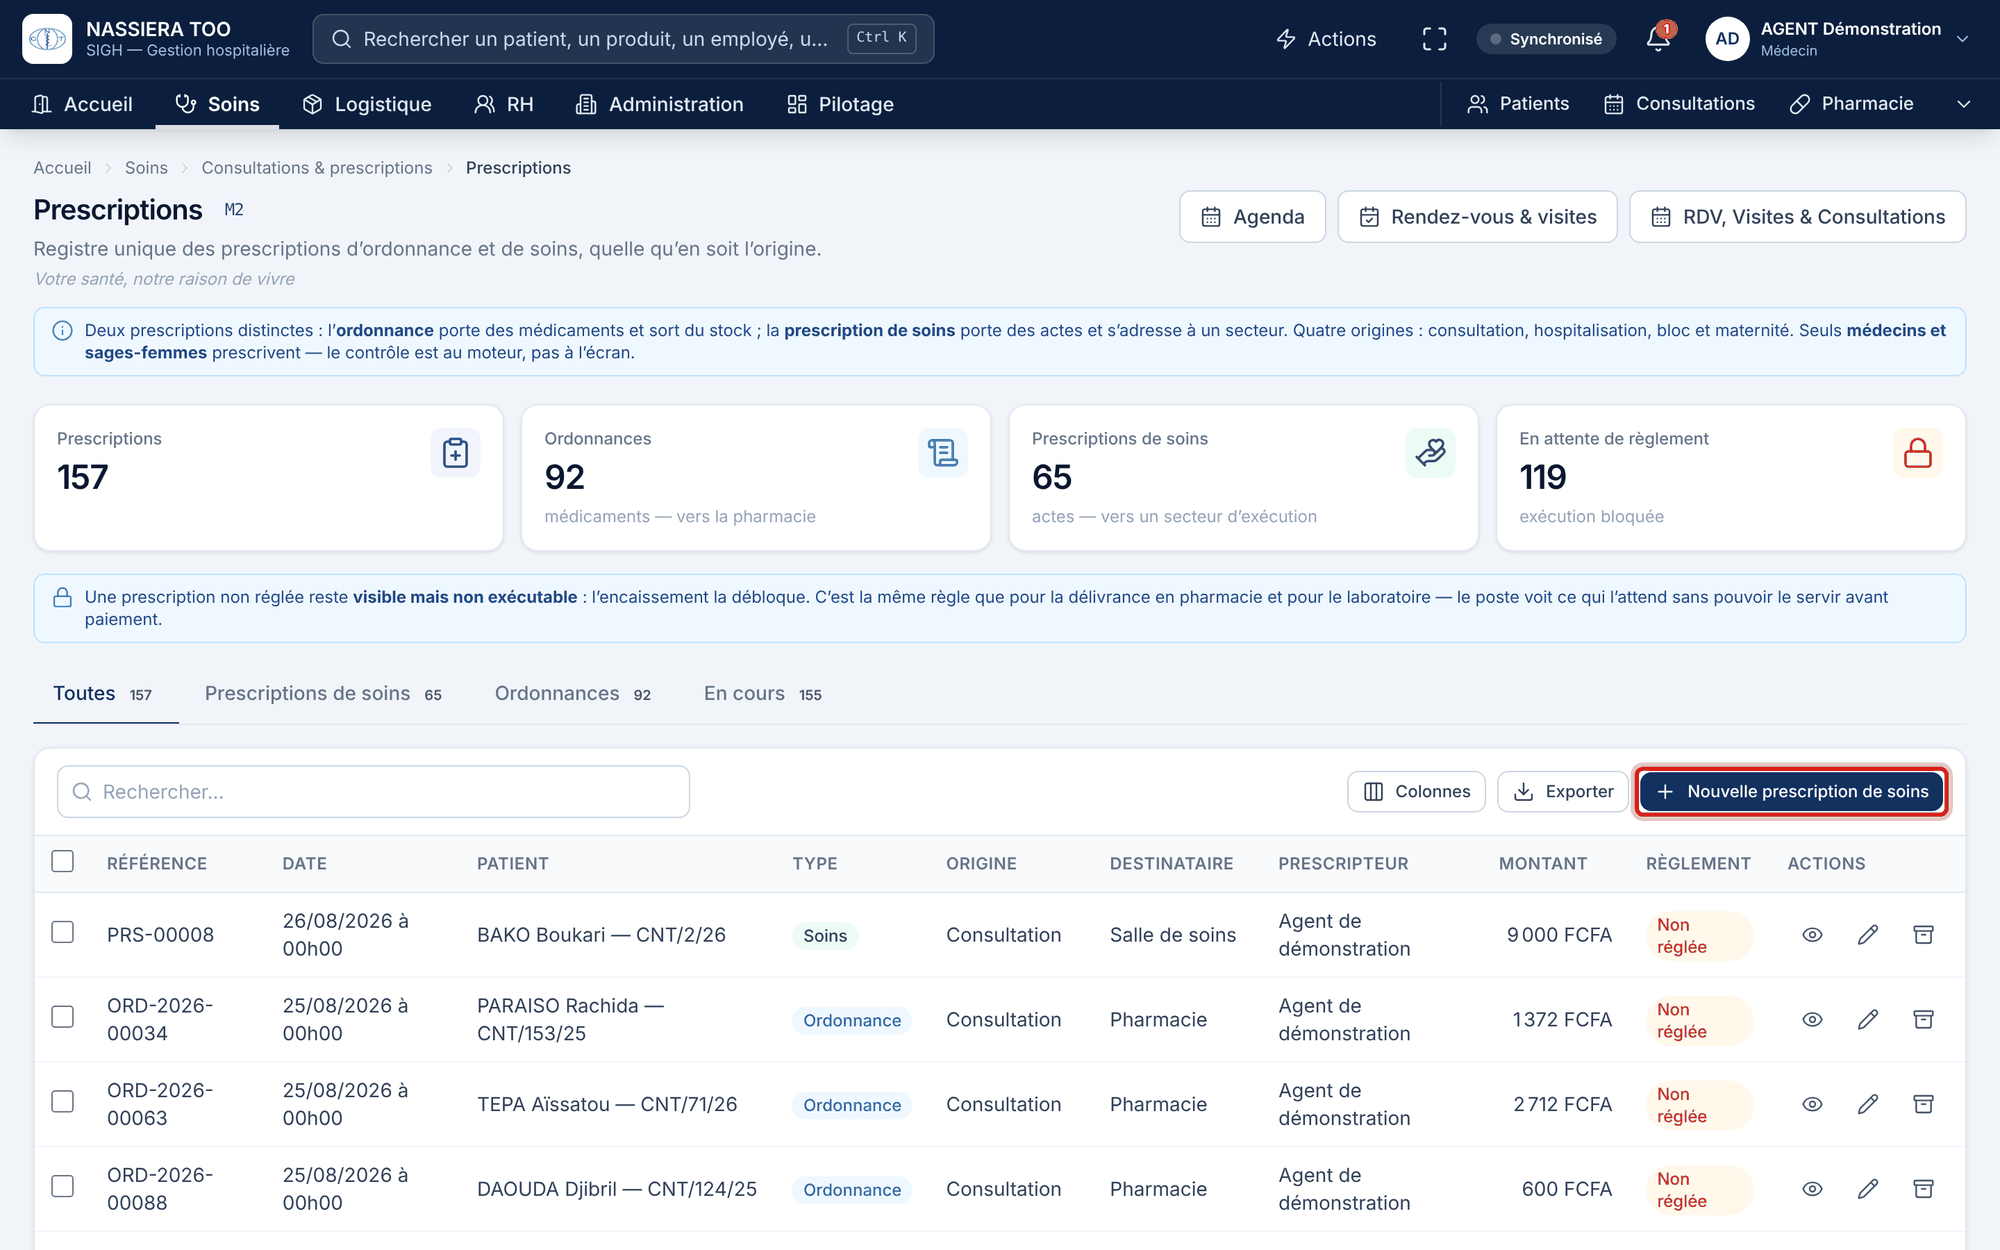 NASSIERA TOO
SIGH — Gestion hospitalière
Rechercher un patient, un produit, un employé, u...
Ctrl K
Actions
Synchronisé
1
AD
AGENT Démonstration
Médecin
Accueil
Soins
Logistique
RH
Administration
Pilotage
Patients
Consultations
Pharmacie
Accueil > Soins > Consultations & prescriptions > Prescriptions
Prescriptions M2
Registre unique des prescriptions d’ordonnance et de soins, quelle qu’en soit l’origine.
Votre santé, notre raison de vivre
Agenda
Rendez-vous & visites
RDV, Visites & Consultations
Deux prescriptions distinctes : l’ordonnance porte des médicaments et sort du stock ; la prescription de soins porte des actes et s’adresse à un secteur. Quatre origines : consultation, hospitalisation, bloc et maternité. Seuls médecins et
sages-femmes prescrivent — le contrôle est au moteur, pas à l’écran.
Prescriptions
157
Ordonnances
92
médicaments — vers la pharmacie
Prescriptions de soins
65
actes — vers un secteur d’exécution
En attente de règlement
119
exécution bloquée
Une prescription non réglée reste visible mais non exécutable : l’encaissement la débloque. C’est la même règle que pour la délivrance en pharmacie et pour le laboratoire — le poste voit ce qui l’attend sans pouvoir le servir avant
paiement.
Toutes 157
Prescriptions de soins 65
Ordonnances 92
En cours 155
Rechercher...
Colonnes
Exporter
+ Nouvelle prescription de soins
RÉFÉRENCE DATE PATIENT TYPE ORIGINE DESTINATAIRE PRESCRIPTEUR MONTANT RÈGLEMENT ACTIONS
PRS-00008
26/08/2026 à
00h00
BAKO Boukari — CNT/2/26
Soins
Consultation
Salle de soins
Agent de
démonstration
9 000 FCFA
Non
réglée
ORD-2026-
00034
25/08/2026 à
00h00
PARAISO Rachida —
CNT/153/25
Ordonnance
Consultation
Pharmacie
Agent de
démonstration
1 372 FCFA
Non
réglée
ORD-2026-
00063
25/08/2026 à
00h00
TEPA Aïssatou — CNT/71/26
Ordonnance
Consultation
Pharmacie
Agent de
démonstration
2 712 FCFA
Non
réglée
ORD-2026-
00088
25/08/2026 à
00h00
DAOUDA Djibril — CNT/124/25
Ordonnance
Consultation
Pharmacie
Agent de
démonstration
600 FCFA
Non
réglée